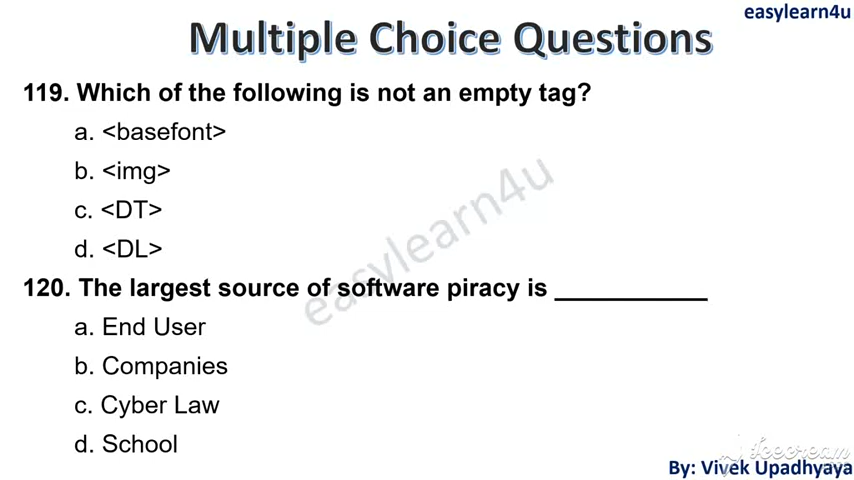 easylearn4u
Multiple Choice Questions
119. Which of the following is not an empty tag?
a. <basefont>
b. <img>
c. <DT>
d. <DL>
easylearn4u
120. The largest source of software piracy is ___________
a. End User
b. Companies
c. Cyber Law
d. School
By: Vivek Upadhyaya